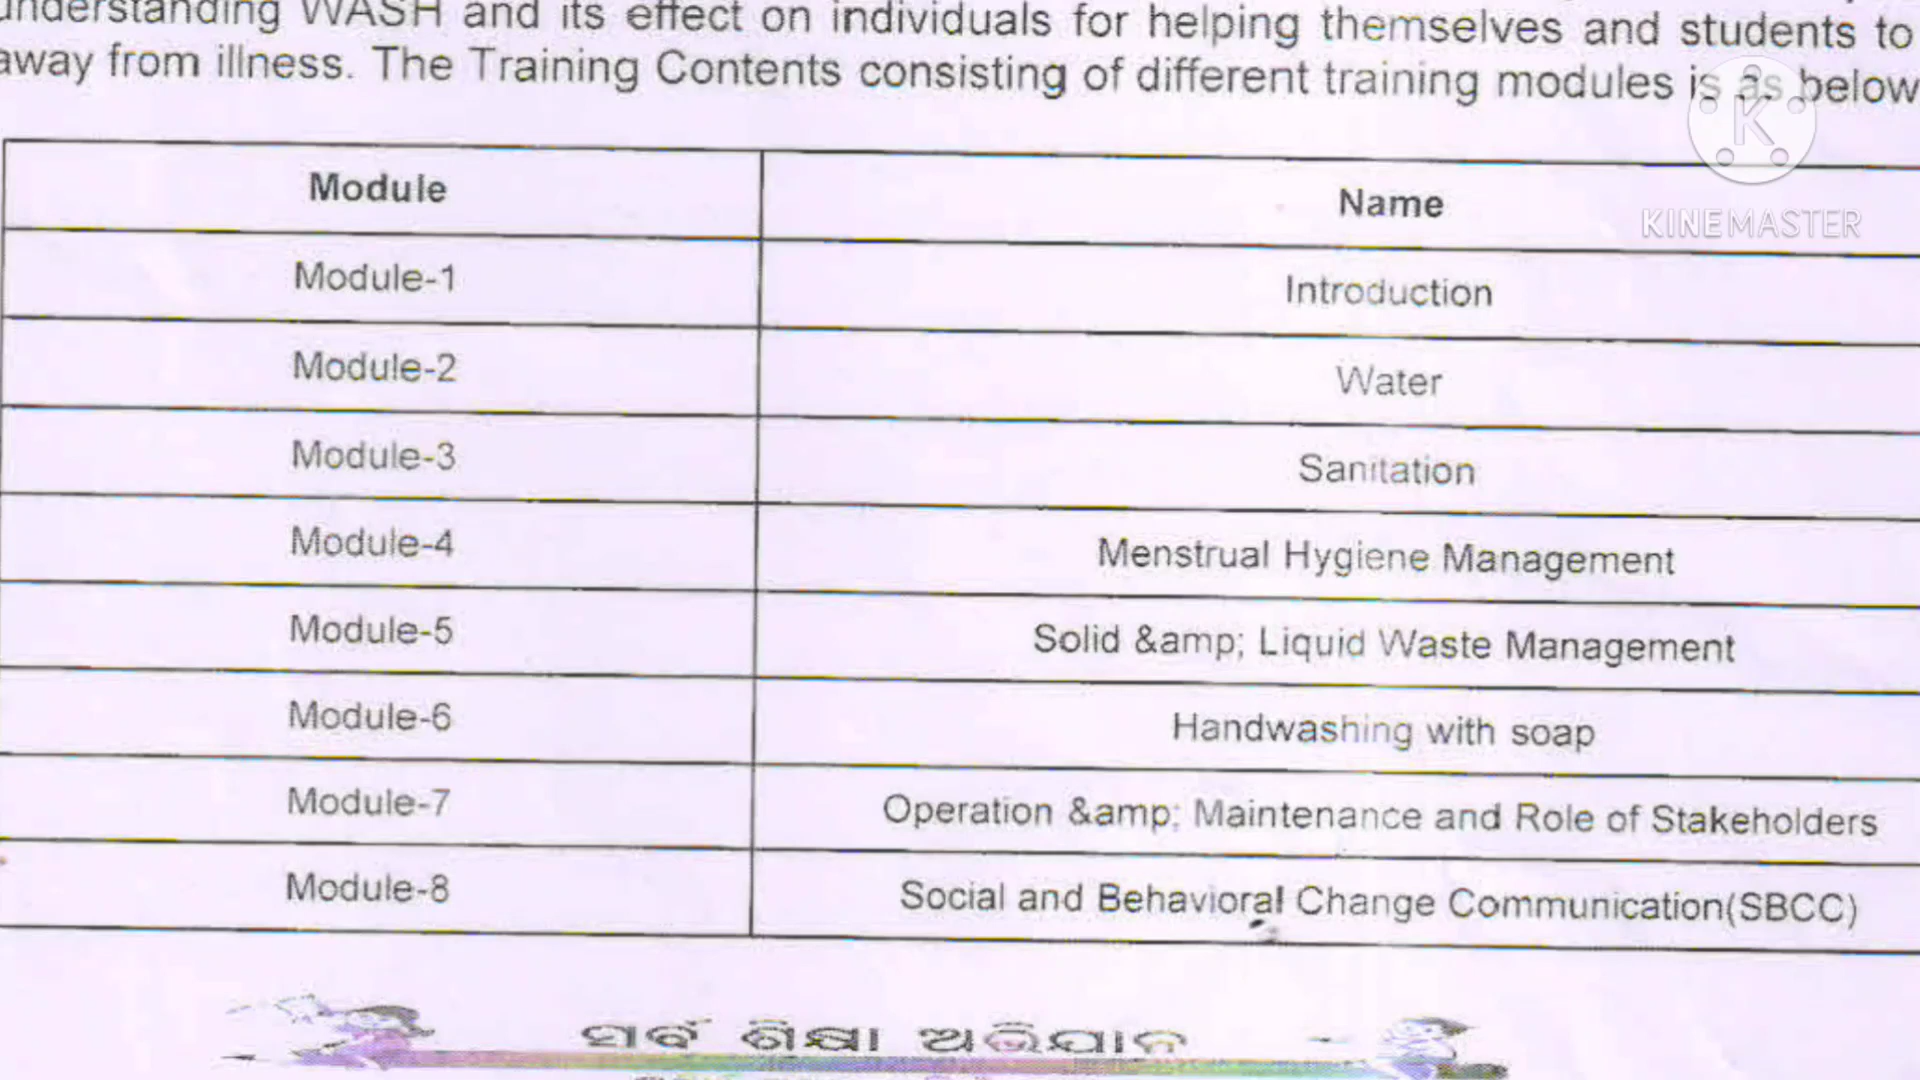 understanding WASH and its effect on individuals for helping themselves and students to
away from illness. The Training Contents consisting of different training modules is as below
Module Name
Module-1 Introduction
Module-2 Water
Module-3 Sanitation
Module-4 Menstrual Hygiene Management
Module-5 Solid &amp; Liquid Waste Management
Module-6 Handwashing with soap
Module-7 Operation &amp; Maintenance and Role of Stakeholders
Module-8 Social and Behavioral Change Communication(SBCC)
ସର୍ବ ଶିକ୍ଷା ଅଭିଯାନ
K
KINEMASTER